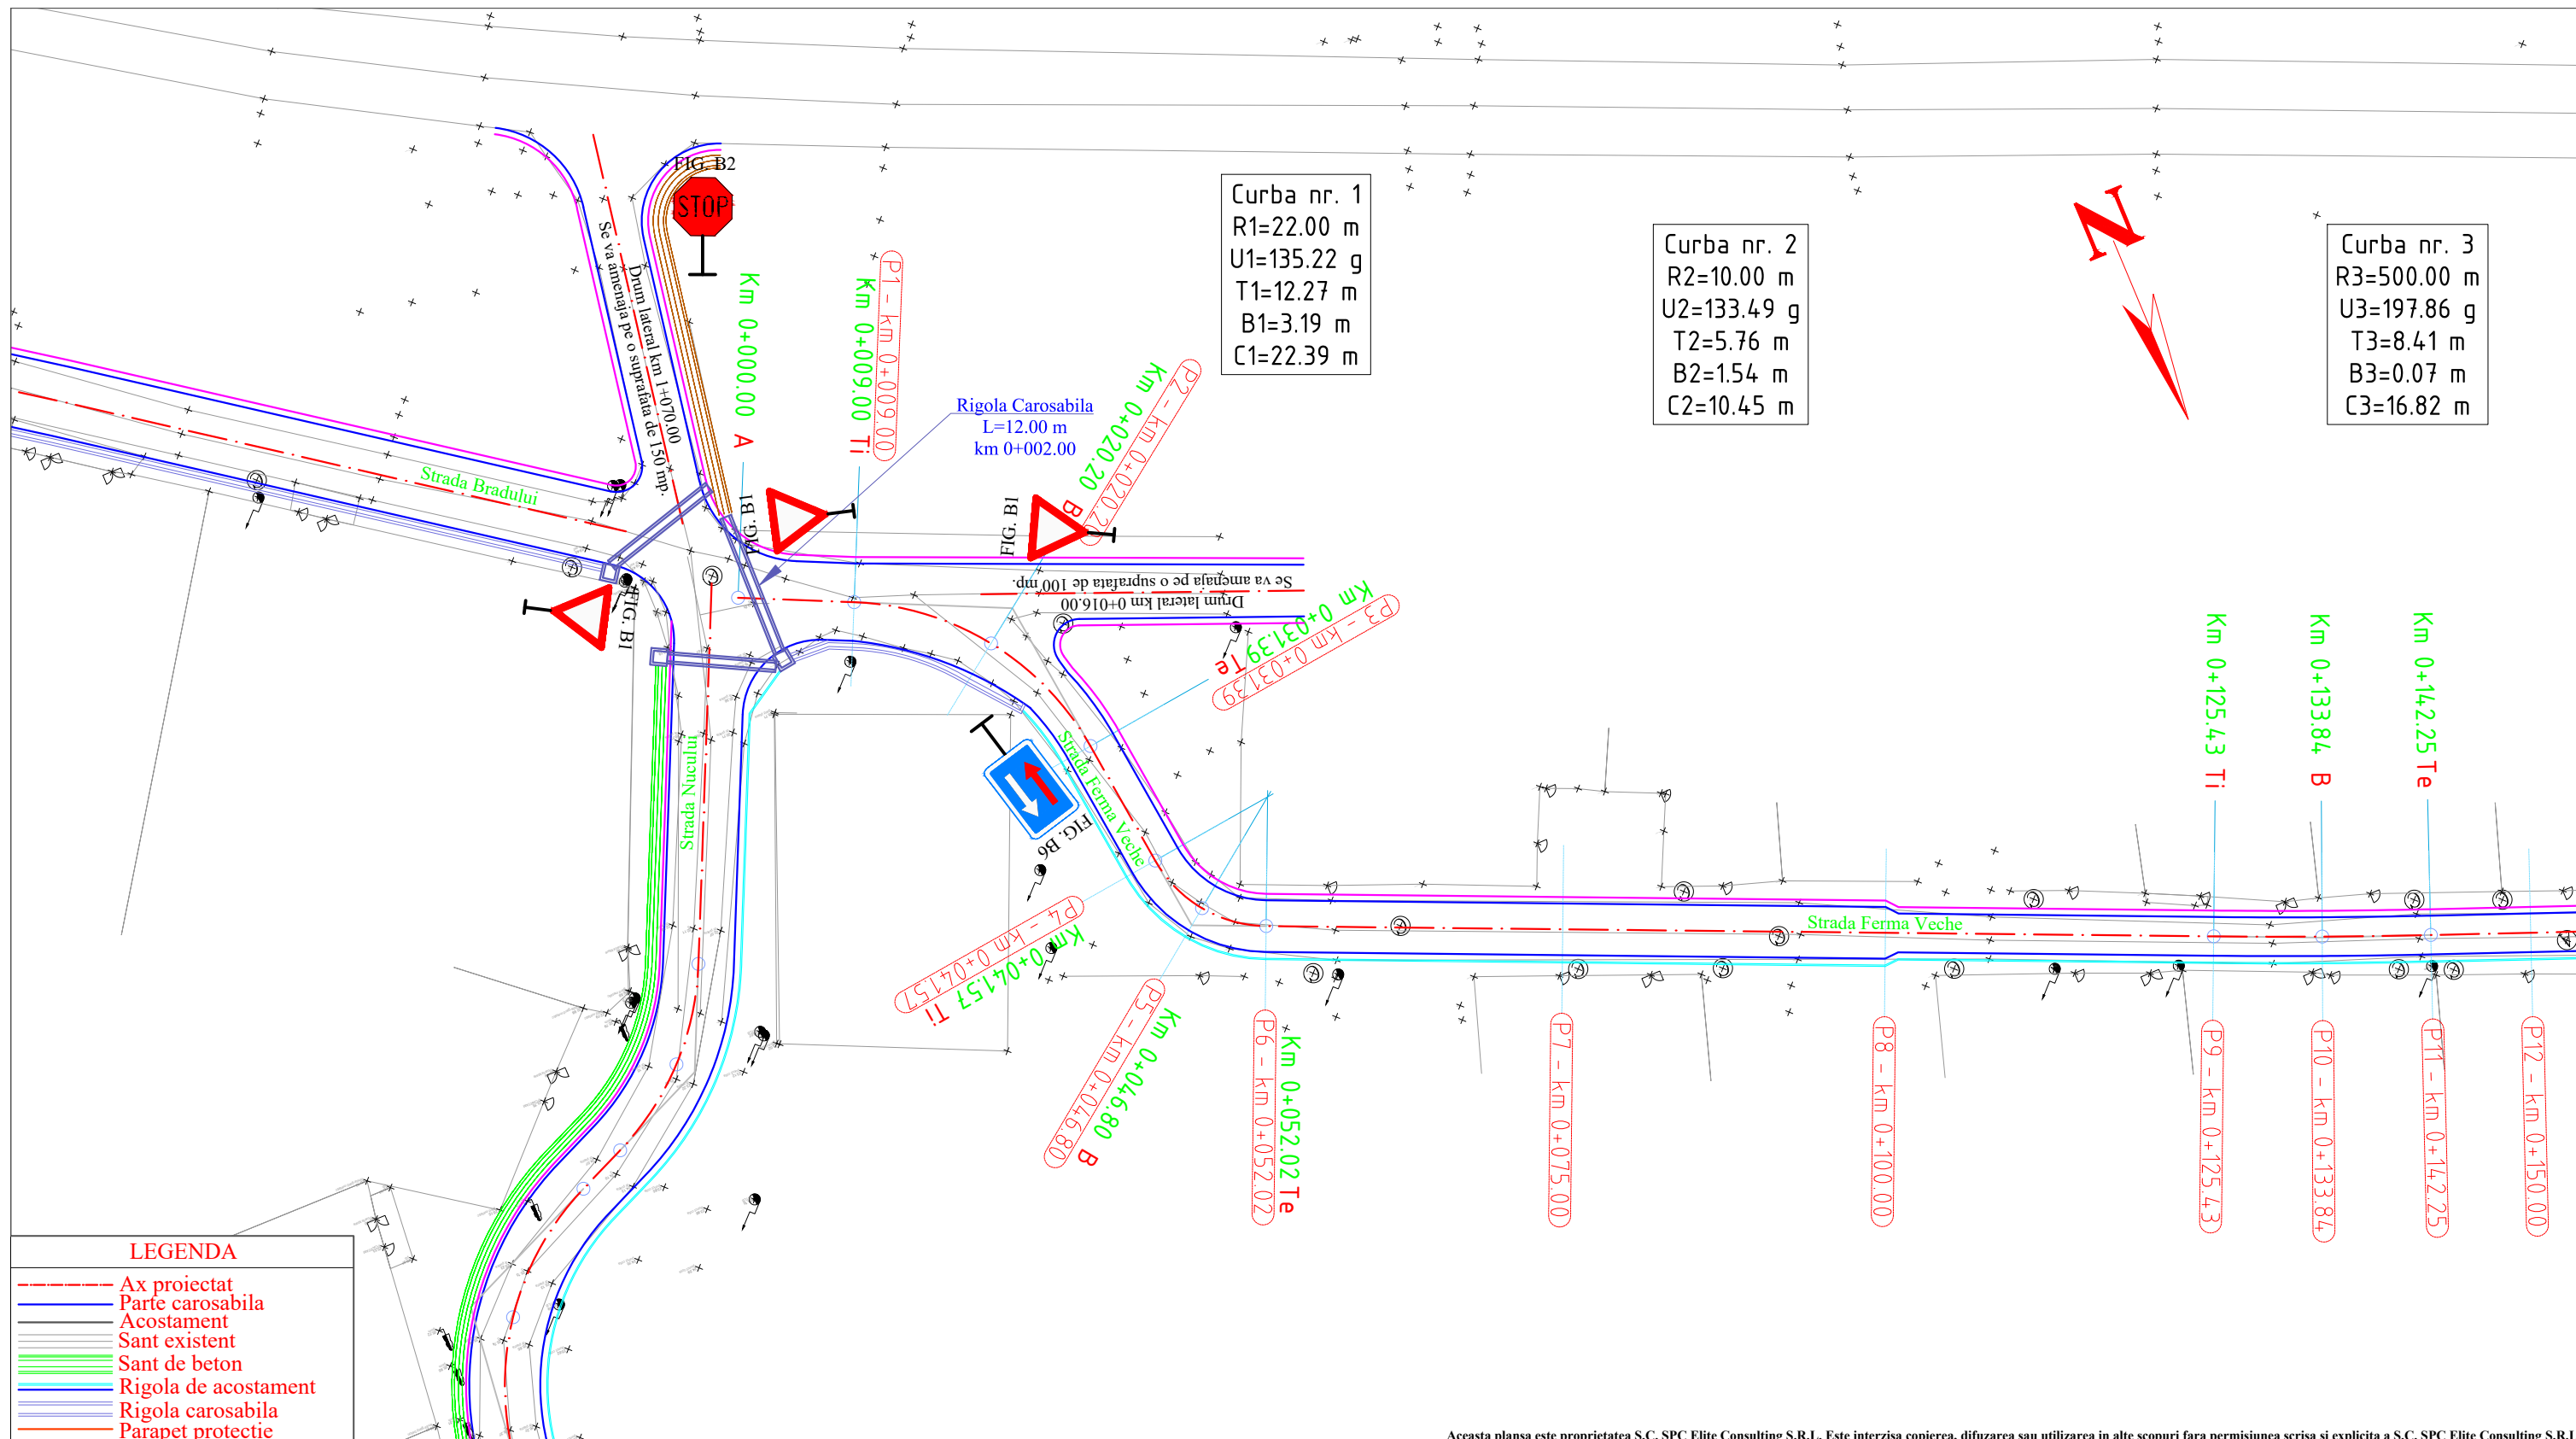 FIG. B2
STOP
Se va amenaja pe o suprafata de 150 mp.
Drum lateral km 1+070.00
Km 0+000.00 A
Km 0+009.00 Ti
P1 - km 0+009.00
Rigola Carosabila
L=12.00 m
km 0+002.00
Km 0+020.20
B
P2 - km 0+020.20
Curba nr. 1
R1=22.00 m
U1=135.22 g
T1=12.27 m
B1=3.19 m
C1=22.39 m
Curba nr. 2
R2=10.00 m
U2=133.49 g
T2=5.76 m
B2=1.54 m
C2=10.45 m
N
Curba nr. 3
R3=500.00 m
U3=197.86 g
T3=8.41 m
B3=0.07 m
C3=16.82 m
Strada Bradului
FIG. B1
FIG. B1
FIG. B1
Se va amenaja pe o suprafata de 100 mp.
Drum lateral km 0+016.00
Km 0+031.39 Te
P3 - km 0+031.39
Strada Nucului
Strada Ferma Veche
FIG. B6
P4 - km 0+041.57
Km 0+041.57
Ti
P5 - km 0+046.80
Km 0+046.80
B
P6 - km 0+052.02
Km 0+052.02 Te
P7 - km 0+075.00
Strada Ferma Veche
P8 - km 0+100.00
Km 0+125.43 Ti
Km 0+133.84 B
Km 0+142.25 Te
P9 - km 0+125.43
P10 - km 0+133.84
P11 - km 0+142.25
P12 - km 0+150.00
LEGENDA
Ax proiectat
Parte carosabila
Acostament
Sant existent
Sant de beton
Rigola de acostament
Rigola carosabila
Parapet protectie
Aceasta plansa este proprietatea S.C. SPC Elite Consulting S.R.L. Este interzisa copierea, difuzarea sau utilizarea in alte scopuri fara permisiunea scrisa si explicita a S.C. SPC Elite Consulting S.R.L